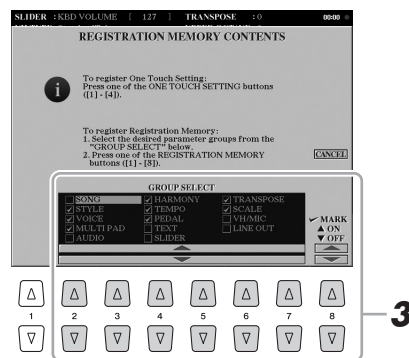 SLIDER :KBD VOLUME [ 127 ] TRANSPOSE :0 00:00
REGISTRATION MEMORY CONTENTS
To register One Touch Setting:
Press one of the ONE TOUCH SETTING buttons
([1] - [4]).
To register Registration Memory:
1. Select the desired parameter groups from the
"GROUP SELECT" below.
2. Press one of the REGISTRATION MEMORY
buttons ([1] - [8]).
CANCEL
GROUP SELECT
SONG HARMONY TRANSPOSE
STYLE TEMPO SCALE
VOICE PEDAL VH/MIC
MULTI PAD TEXT LINE OUT
AUDIO SLIDER
MARK
▲ ON
▼ OFF
1 2 3 4 5 6 7 8
3